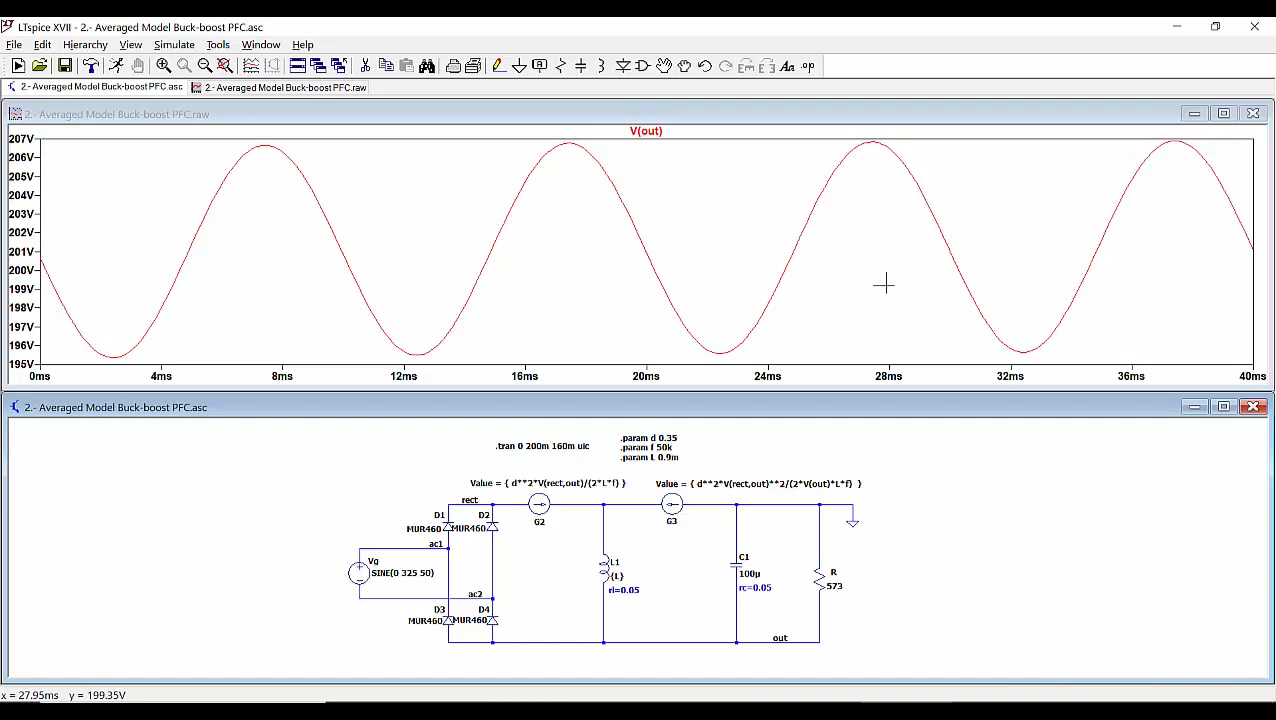 LTspice XVII - 2.- Averaged Model Buck-boost PFC.asc
File Edit Hierarchy View Simulate Tools Window Help
Aa .op
2.- Averaged Model Buck-boost PFC.asc 2.- Averaged Model Buck-boost PFC.raw
2.- Averaged Model Buck-boost PFC.raw
V(out)
207V
206V
205V
204V
203V
202V
201V
200V
199V
198V
197V
196V
195V
0ms 4ms 8ms 12ms 16ms 20ms 24ms 28ms 32ms 36ms 40ms
2.- Averaged Model Buck-boost PFC.asc
.tran 0 200m 160m uic
.param d 0.35
.param f 50k
.param L 0.9m
Value = { d**2*V(rect,out)/(2*L*f) } Value = { d**2*V(rect,out)**2/(2*V(out)*L*f) }
rect
D1 D2 G2 G3
MUR460 MUR460
ac1
Vg
SINE(0 325 50)
L1
{L}
rl=0.05
C1
100µ
rc=0.05
R
573
ac2
D3 D4
MUR460 MUR460
out
x = 27.95ms y = 199.35V